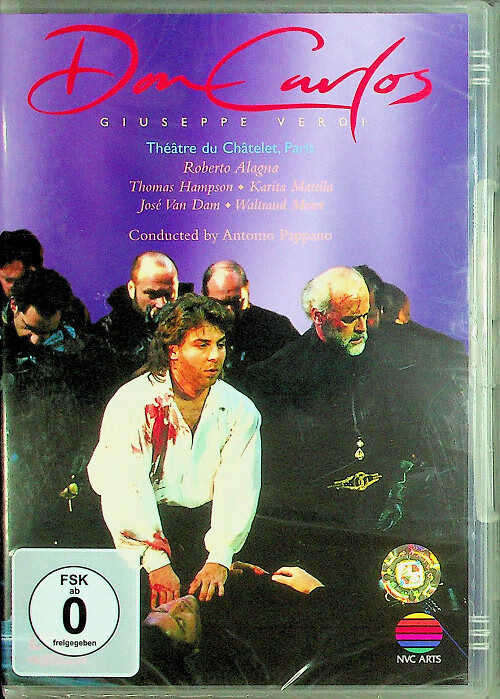 Don Carlos
GIUSEPPE VERDI
Théâtre du Châtelet, Paris
Roberto Alagna
Thomas Hampson ♦ Karita Mattila
José Van Dam ♦ Waltraud Meier
Conducted by Antonio Pappano
FSK
ab
0
freigegeben
NVC ARTS